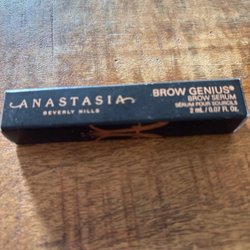 ANASTASIA
BEVERLY HILLS
BROW GENIUS®
BROW SERUM
SÉRUM POUR SOURCILS
2 mL / 0.07 Fl. Oz.